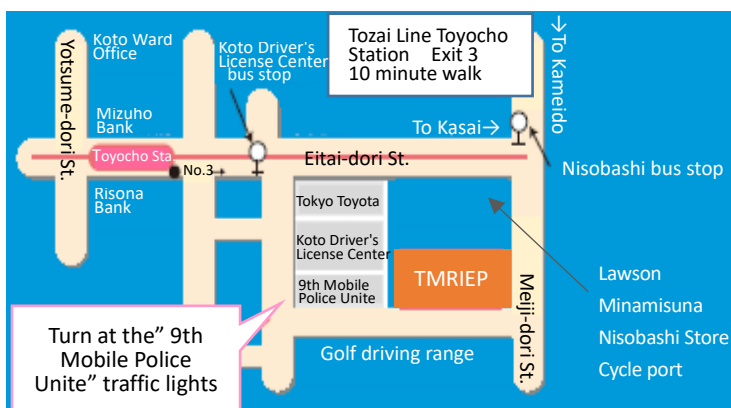 Koto Ward
Office
Koto Driver's
License Center
bus stop
Tozai Line Toyocho
Station Exit 3
10 minute walk
→To Kameido
Yotsume-dori St.
Mizuho
Bank
To Kasai→
Toyocho Sta.
No.3→
Eitai-dori St.
Nisobashi bus stop
Risona
Bank
Tokyo Toyota
Koto Driver's
License Center
9th Mobile
Police Unite
TMRIEP
Meiji-dori St.
Lawson
Minamisuna
Nisobashi Store
Cycle port
Turn at the” 9th
Mobile Police
Unite” traffic lights
Golf driving range